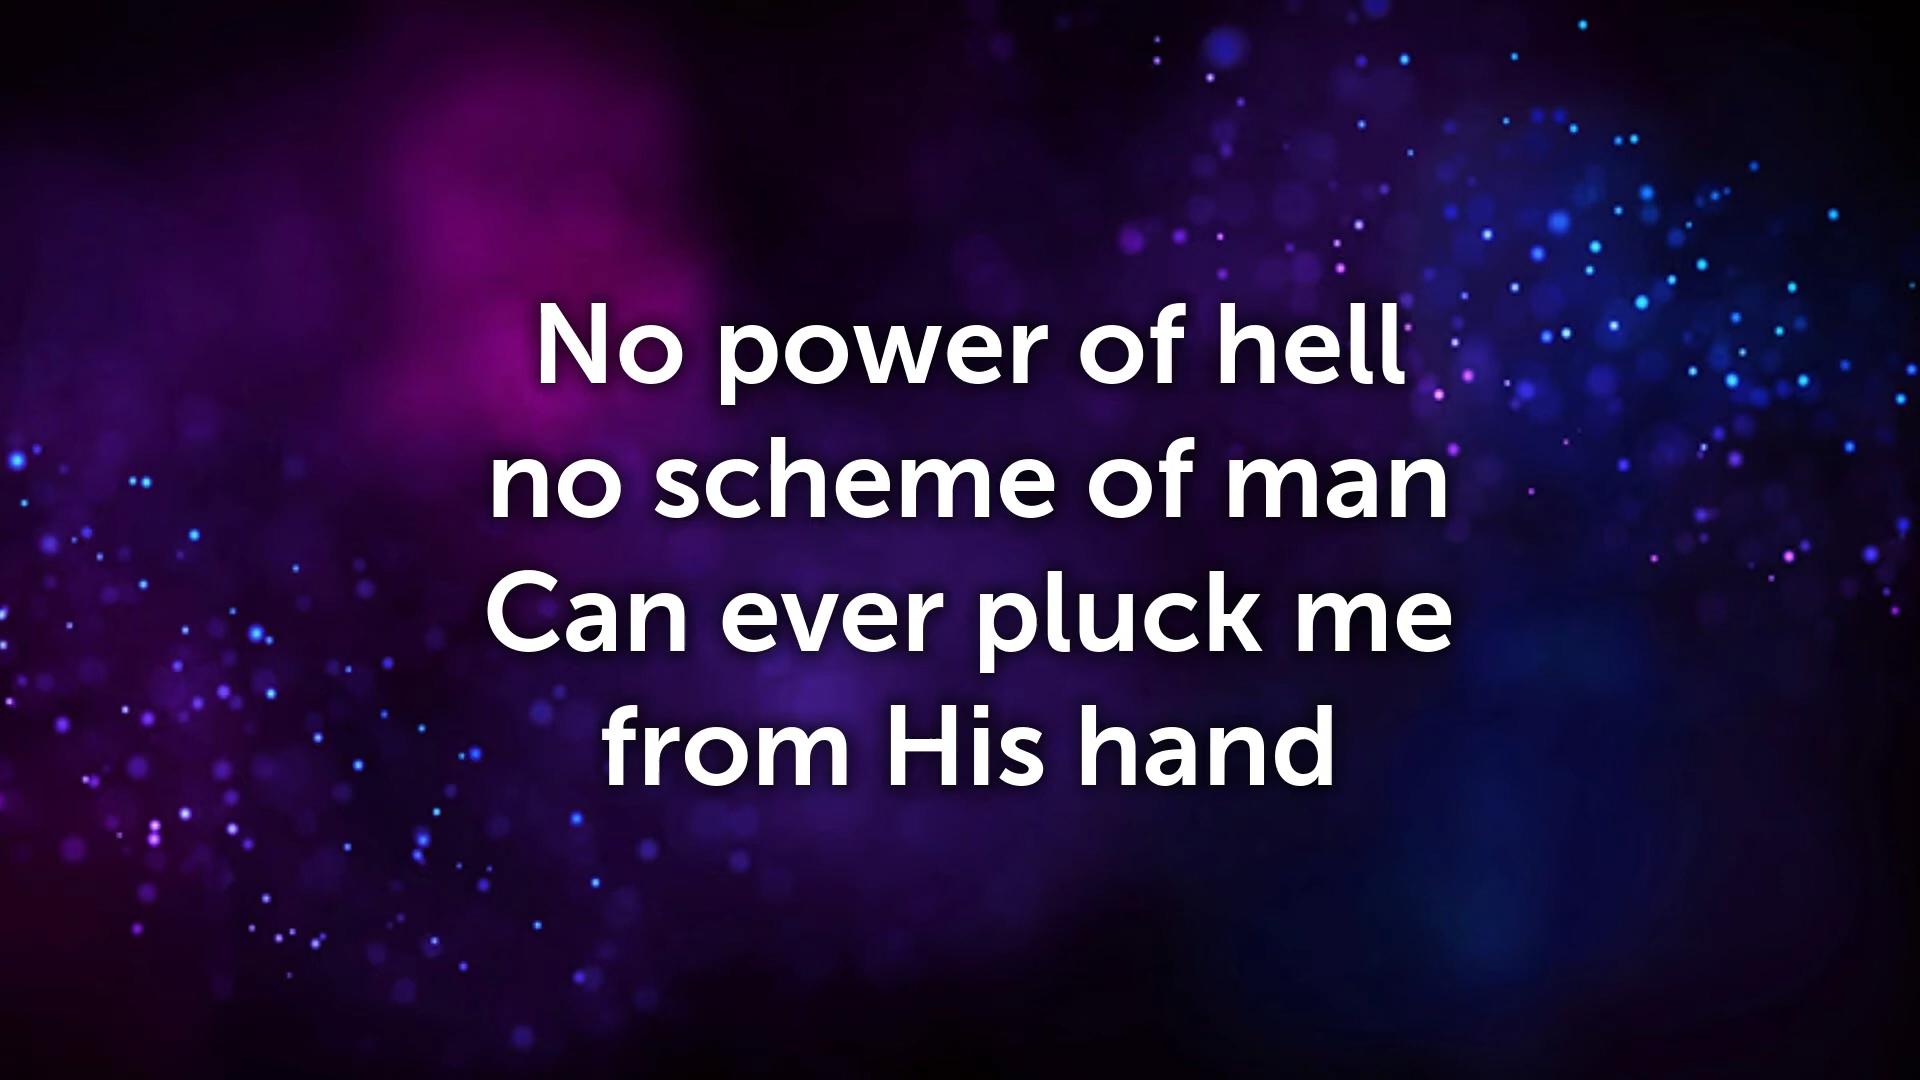 No power of hell
no scheme of man
Can ever pluck me
from His hand